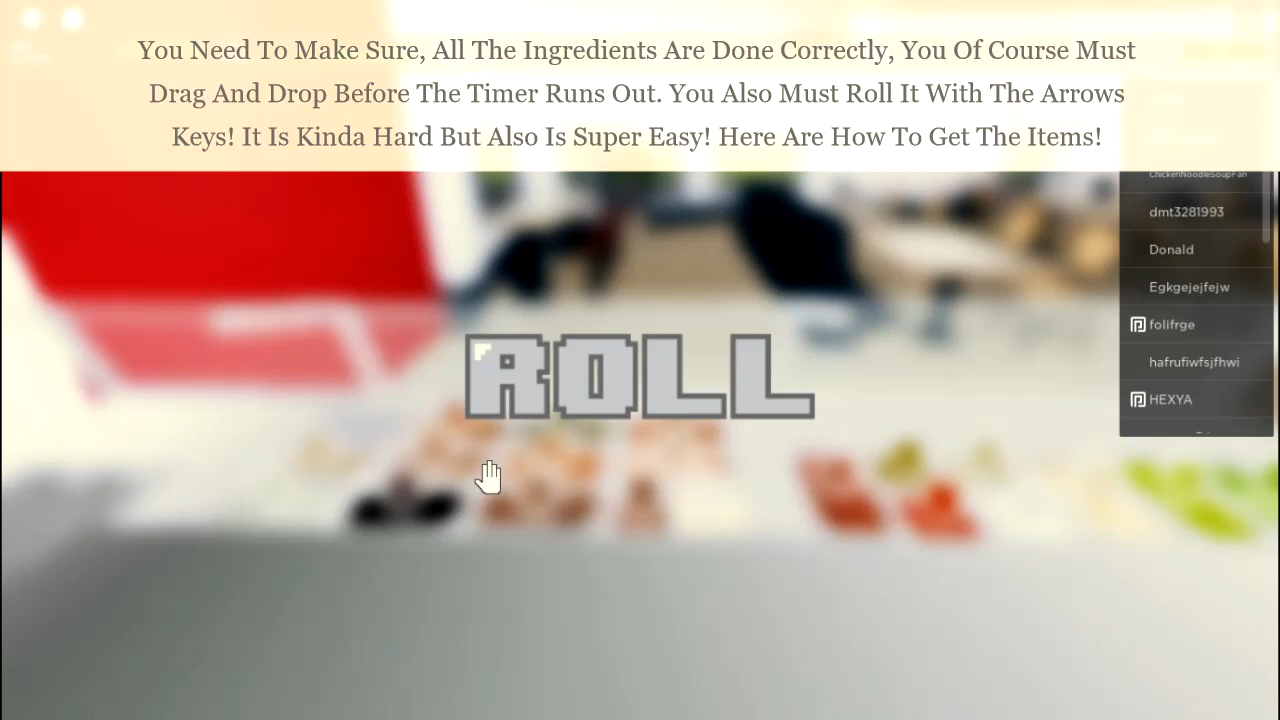 You Need To Make Sure, All The Ingredients Are Done Correctly, You Of Course Must
Drag And Drop Before The Timer Runs Out. You Also Must Roll It With The Arrows
Keys! It Is Kinda Hard But Also Is Super Easy! Here Are How To Get The Items!
ChickenNoodleSoupFan
dmt3281993
Donald
Egkgejejfejw
folifrge
hafrufiwfsjfhwi
HEXYA
ROLL